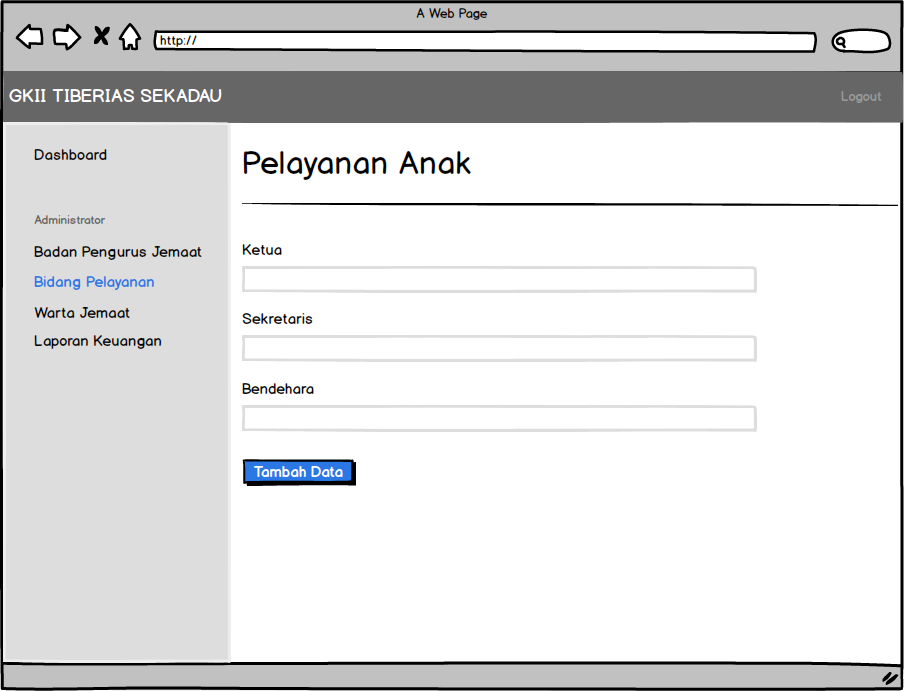 A Web Page
http://
GKII TIBERIAS SEKADAU
Logout
Dashboard
Administrator
Badan Pengurus Jemaat
Bidang Pelayanan
Warta Jemaat
Laporan Keuangan
Pelayanan Anak
Ketua
Sekretaris
Bendehara
Tambah Data